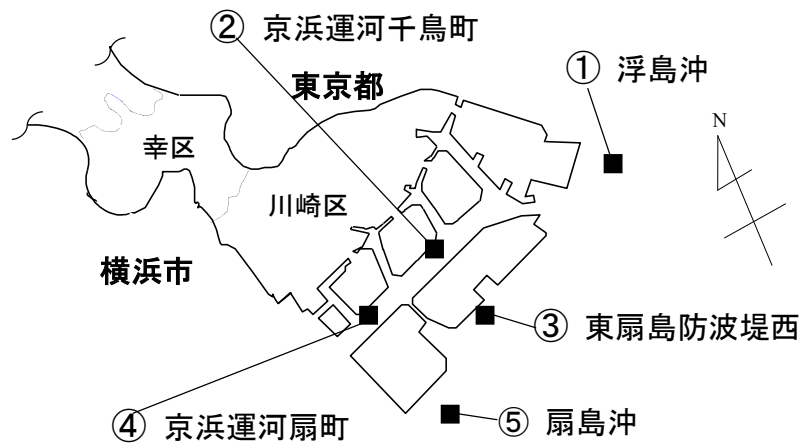 ② 京浜運河千鳥町
① 浮島沖
東京都
N
幸区
川崎区
横浜市
③ 東扇島防波堤西
④ 京浜運河扇町
⑤ 扇島沖